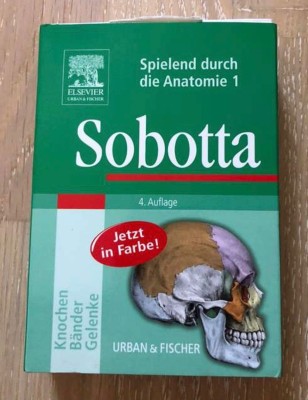 ELSEVIER
URBAN & FISCHER
Spielend durch
die Anatomie 1
Sobotta
4. Auflage
Jetzt
in Farbe!
Knochen
Bänder
Gelenke
URBAN & FISCHER